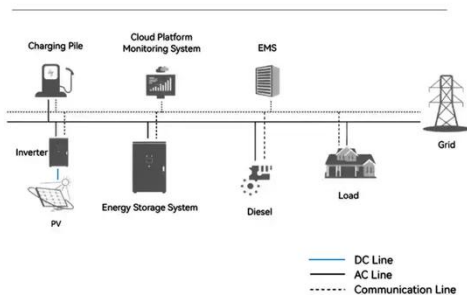 Charging Pile
Cloud Platform
Monitoring System
EMS
Grid
Inverter
PV
Energy Storage System
Diesel
Load
DC Line
AC Line
Communication Line